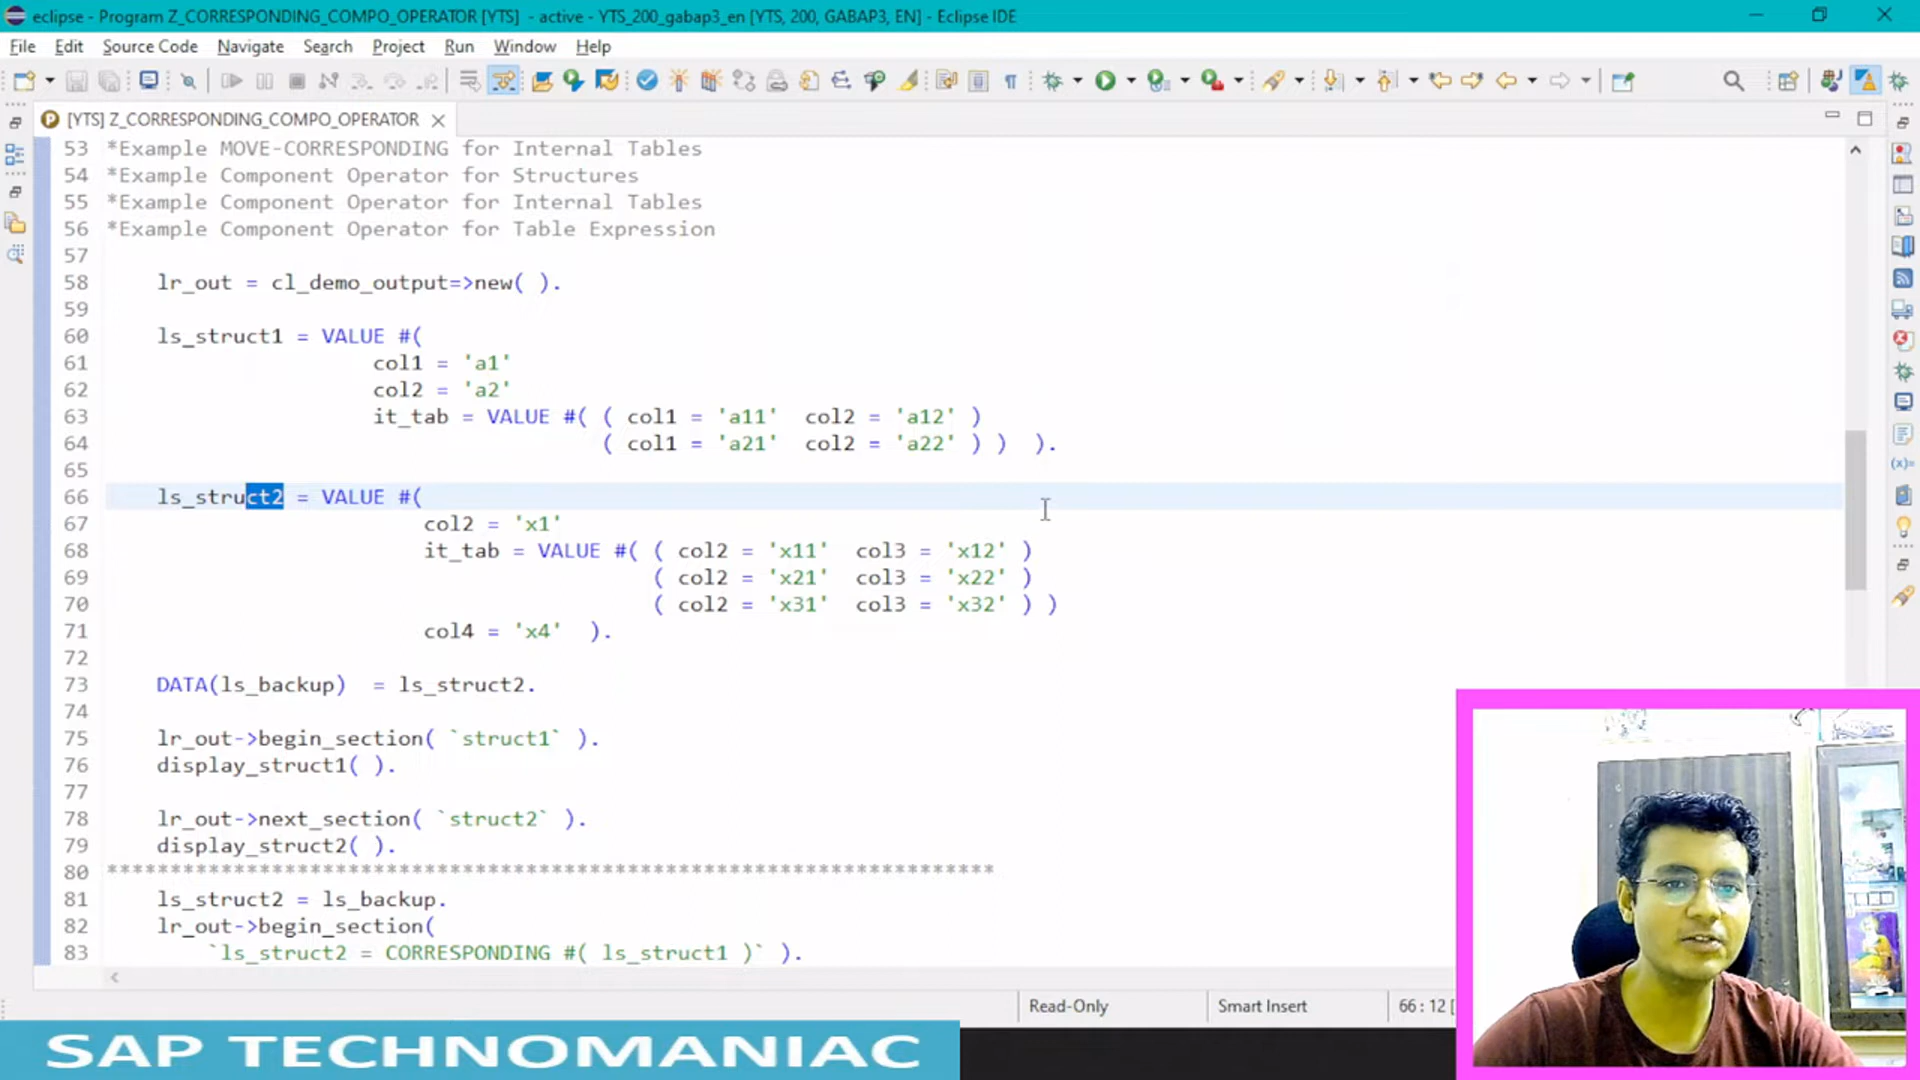 eclipse - Program Z_CORRESPONDING_COMPO_OPERATOR [YTS] - active - YTS_200_gabap3_en [YTS, 200, GABAP3, EN] - Eclipse IDE
File Edit Source Code Navigate Search Project Run Window Help
[YTS] Z_CORRESPONDING_COMPO_OPERATOR
53 *Example MOVE-CORRESPONDING for Internal Tables
54 *Example Component Operator for Structures
55 *Example Component Operator for Internal Tables
56 *Example Component Operator for Table Expression
57
58 lr_out = cl_demo_output=>new( ).
59
60 ls_struct1 = VALUE #(
61 col1 = 'a1'
62 col2 = 'a2'
63 it_tab = VALUE #( ( col1 = 'a11' col2 = 'a12' )
64 ( col1 = 'a21' col2 = 'a22' ) ) ).
65
66 ls_struct2 = VALUE #(
67 col2 = 'x1'
68 it_tab = VALUE #( ( col2 = 'x11' col3 = 'x12' )
69 ( col2 = 'x21' col3 = 'x22' )
70 ( col2 = 'x31' col3 = 'x32' ) )
71 col4 = 'x4' ).
72
73 DATA(ls_backup) = ls_struct2.
74
75 lr_out->begin_section( `struct1` ).
76 display_struct1( ).
77
78 lr_out->next_section( `struct2` ).
79 display_struct2( ).
80 **********************************************************************
81 ls_struct2 = ls_backup.
82 lr_out->begin_section(
83 `ls_struct2 = CORRESPONDING #( ls_struct1 )` ).
Read-Only Smart Insert 66 : 12 [
SAP TECHNOMANIAC